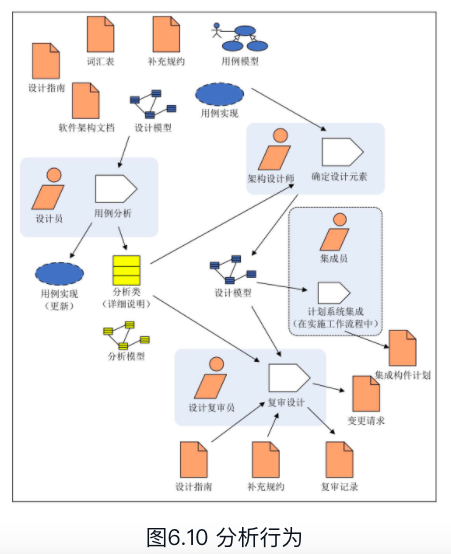 词汇表
补充规约
用例模型
设计指南
用例实现
软件架构文档
设计模型
架构设计师
确定设计元素
设计员
用例分析
集成员
用例实现
（更新）
分析类
（详细说明）
设计模型
计划系统集成
（在实施工作流程中）
分析模型
集成构件计划
设计复审员
复审设计
变更请求
设计指南
补充规约
复审记录
图6.10 分析行为